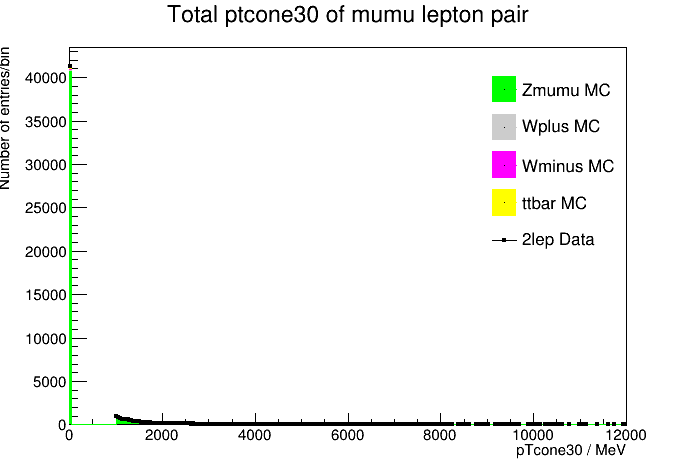 Total ptcone30 of mumu lepton pair
Number of entries/bin
40000
35000
30000
25000
20000
15000
10000
5000
0
Zmumu MC
Wplus MC
Wminus MC
ttbar MC
2lep Data
0 2000 4000 6000 8000 10000 12000
pTcone30 / MeV